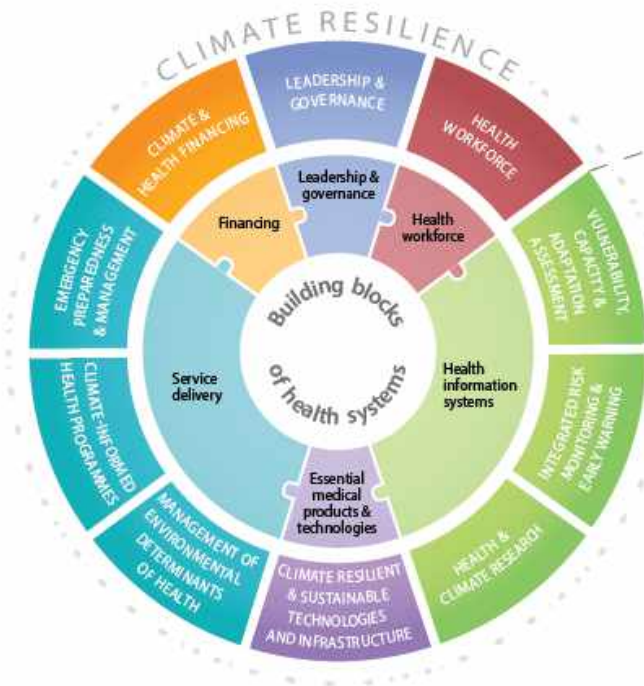 CLIMATE RESILIENCE
LEADERSHIP &
GOVERNANCE
HEALTH
WORKFORCE
VULNERABILITY,
CAPACITY &
ADAPTATION
ASSESSMENT
INTEGRATED RISK
MONITORING &
EARLY WARNING
HEALTH &
CLIMATE RESEARCH
CLIMATE RESILIENT
& SUSTAINABLE
TECHNOLOGIES
AND INFRASTRUCTURE
MANAGEMENT OF
ENVIRONMENTAL
DETERMINANTS
OF HEALTH
CLIMATE-INFORMED
HEALTH PROGRAMMES
EMERGENCY
PREPAREDNESS
& MANAGEMENT
CLIMATE &
HEALTH FINANCING
Leadership &
governance
Health
workforce
Health
information
systems
Essential
medical
products &
technologies
Service
delivery
Financing
Building blocks
of health systems